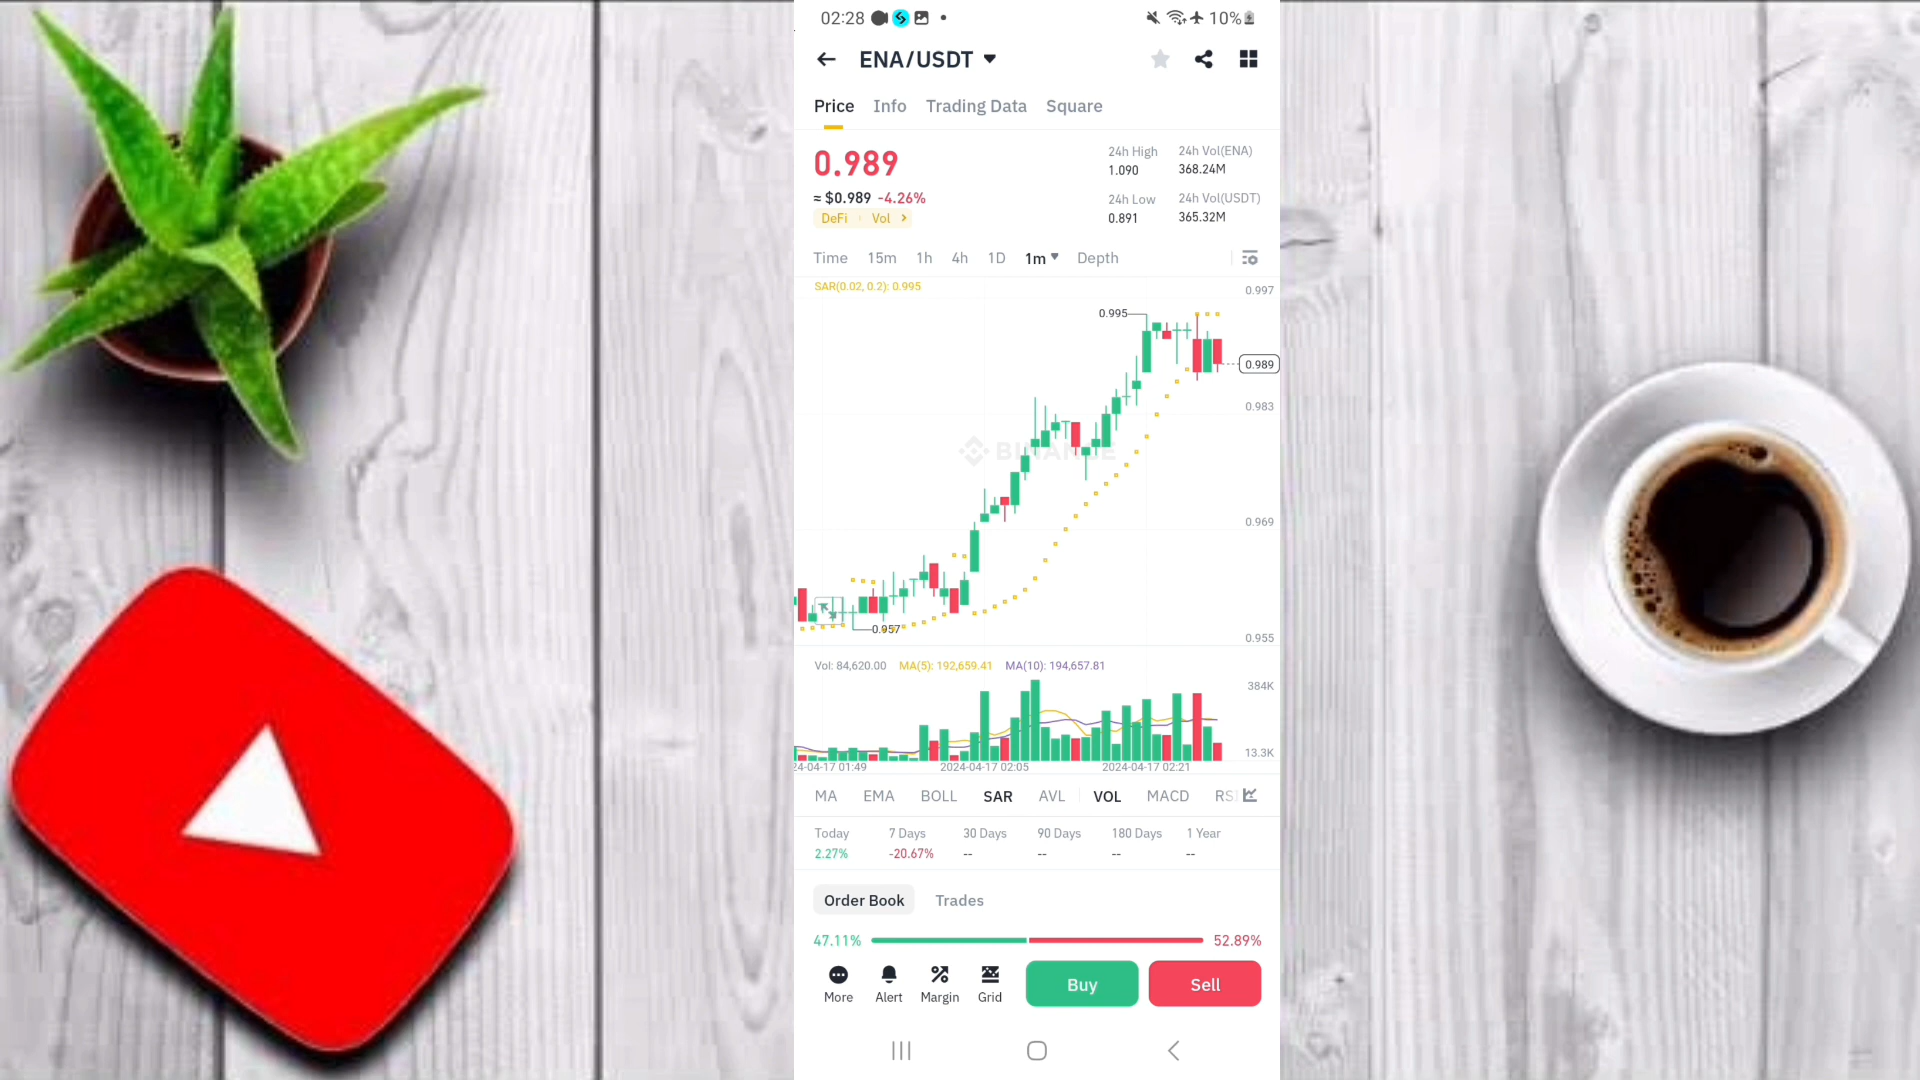 02:28 10%
ENA/USDT
Price Info Trading Data Square
0.989
≈ $0.989 -4.26%
DeFi Vol
24h High
1.090
24h Vol(ENA)
368.24M
24h Low
0.891
24h Vol(USDT)
365.32M
Time 15m 1h 4h 1D 1m Depth
SAR(0.02, 0.2): 0.995
0.997
0.995
0.989
0.983
BINANCE
0.969
0.957
0.955
Vol: 84,620.00 MA(5): 192,659.41 MA(10): 194,657.81
384K
13.3K
24-04-17 01:49 2024-04-17 02:05 2024-04-17 02:21
MA EMA BOLL SAR AVL VOL MACD RS
Today 7 Days 30 Days 90 Days 180 Days 1 Year
2.27% -20.67% -- -- -- --
Order Book Trades
47.11% 52.89%
More Alert Margin Grid Buy Sell